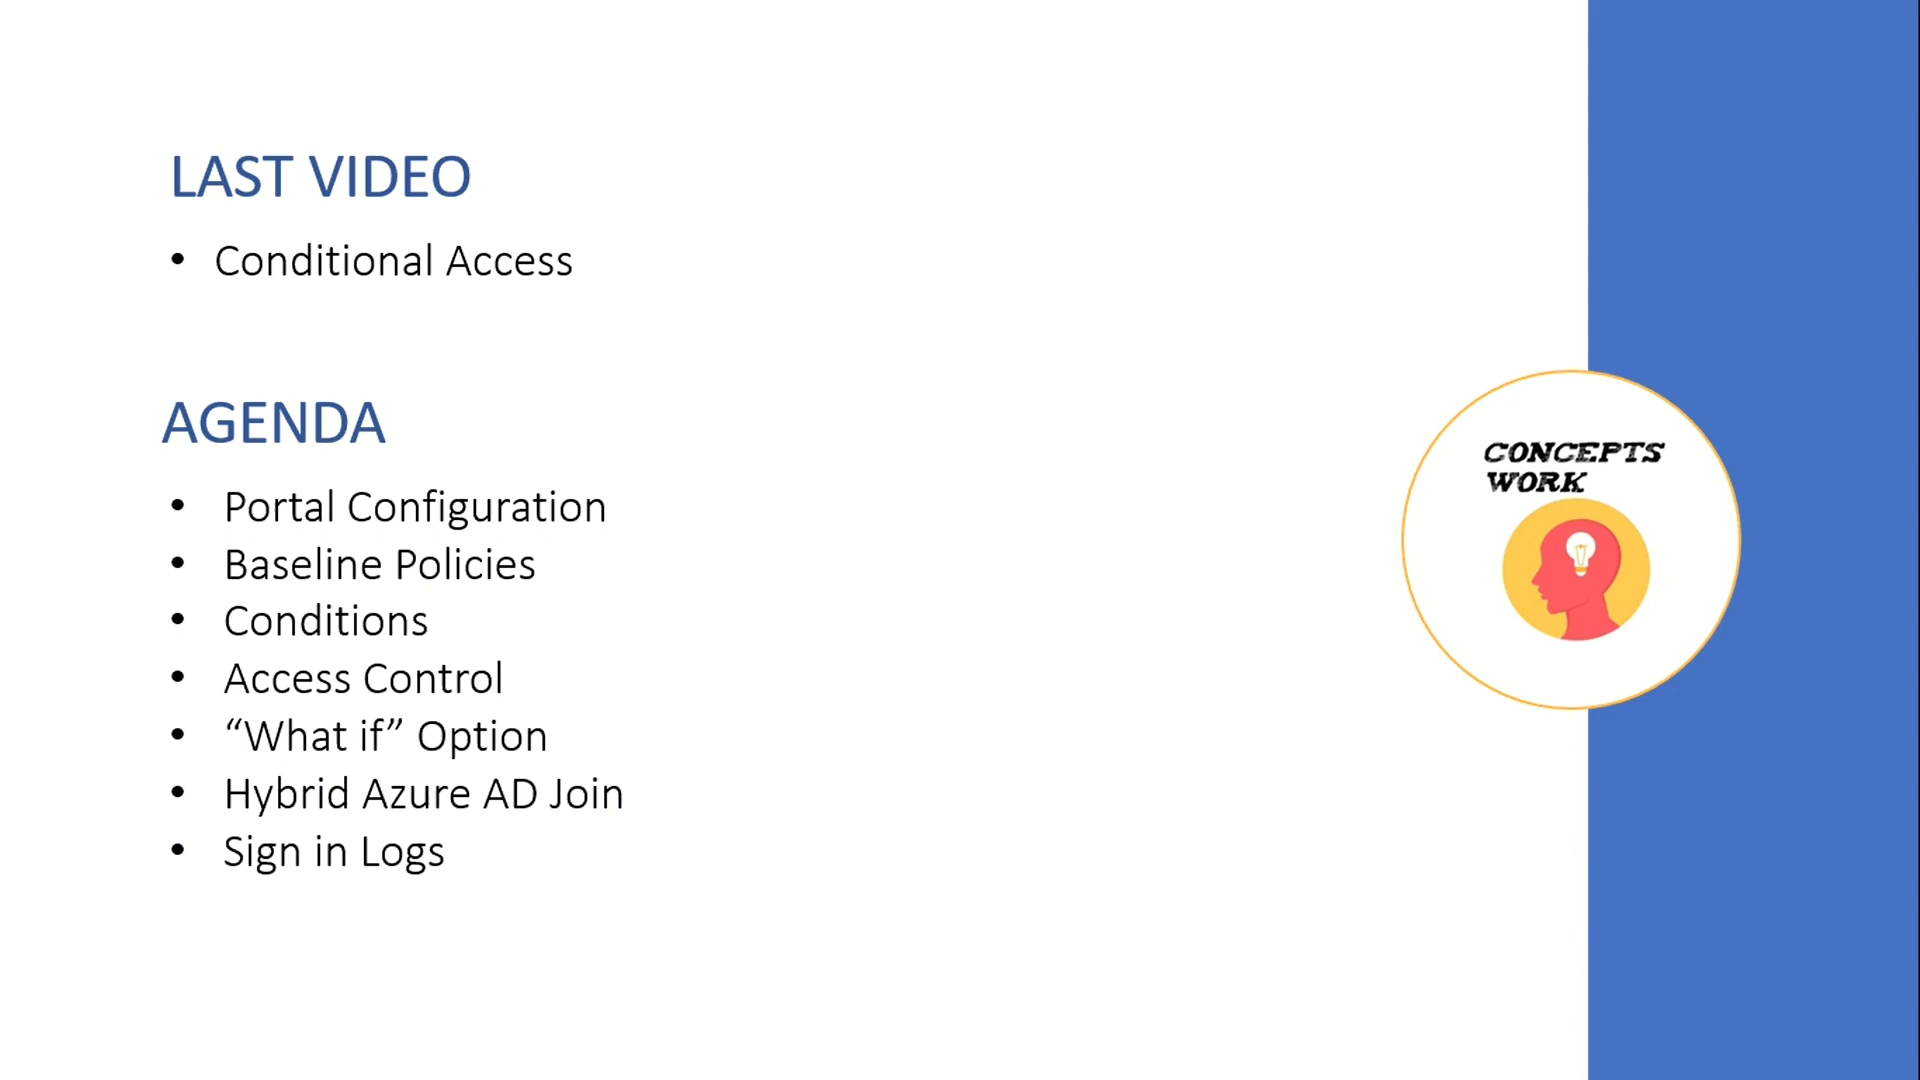 LAST VIDEO
• Conditional Access
AGENDA
• Portal Configuration
• Baseline Policies
• Conditions
• Access Control
• “What if” Option
• Hybrid Azure AD Join
• Sign in Logs
CONCEPTS
WORK